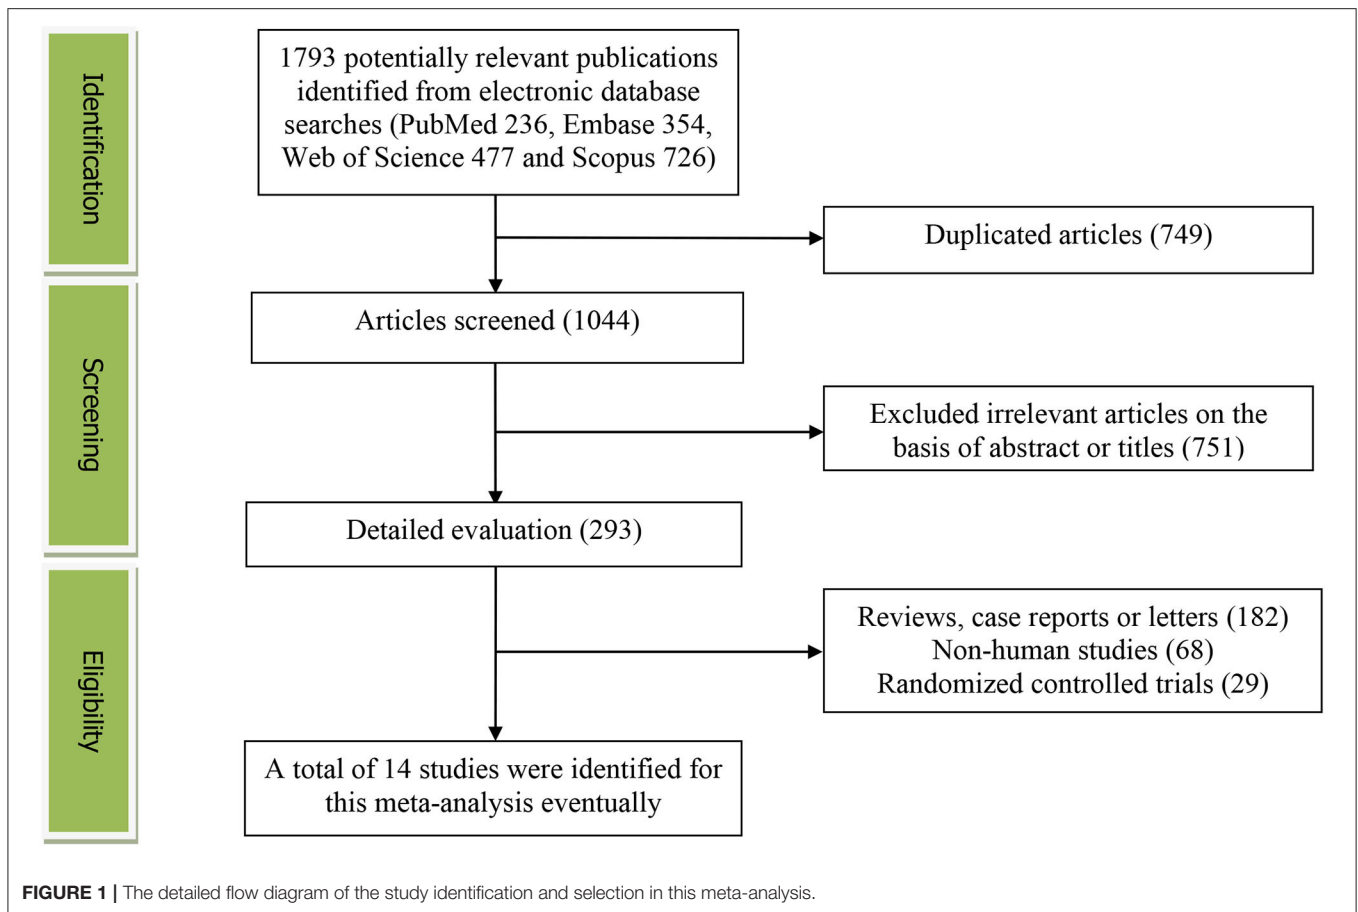 Identification
1793 potentially relevant publications
identified from electronic database
searches (PubMed 236, Embase 354,
Web of Science 477 and Scopus 726)
Duplicated articles (749)
Screening
Articles screened (1044)
Excluded irrelevant articles on the
basis of abstract or titles (751)
Detailed evaluation (293)
Eligibility
Reviews, case reports or letters (182)
Non-human studies (68)
Randomized controlled trials (29)
A total of 14 studies were identified for
this meta-analysis eventually
FIGURE 1 | The detailed flow diagram of the study identification and selection in this meta-analysis.